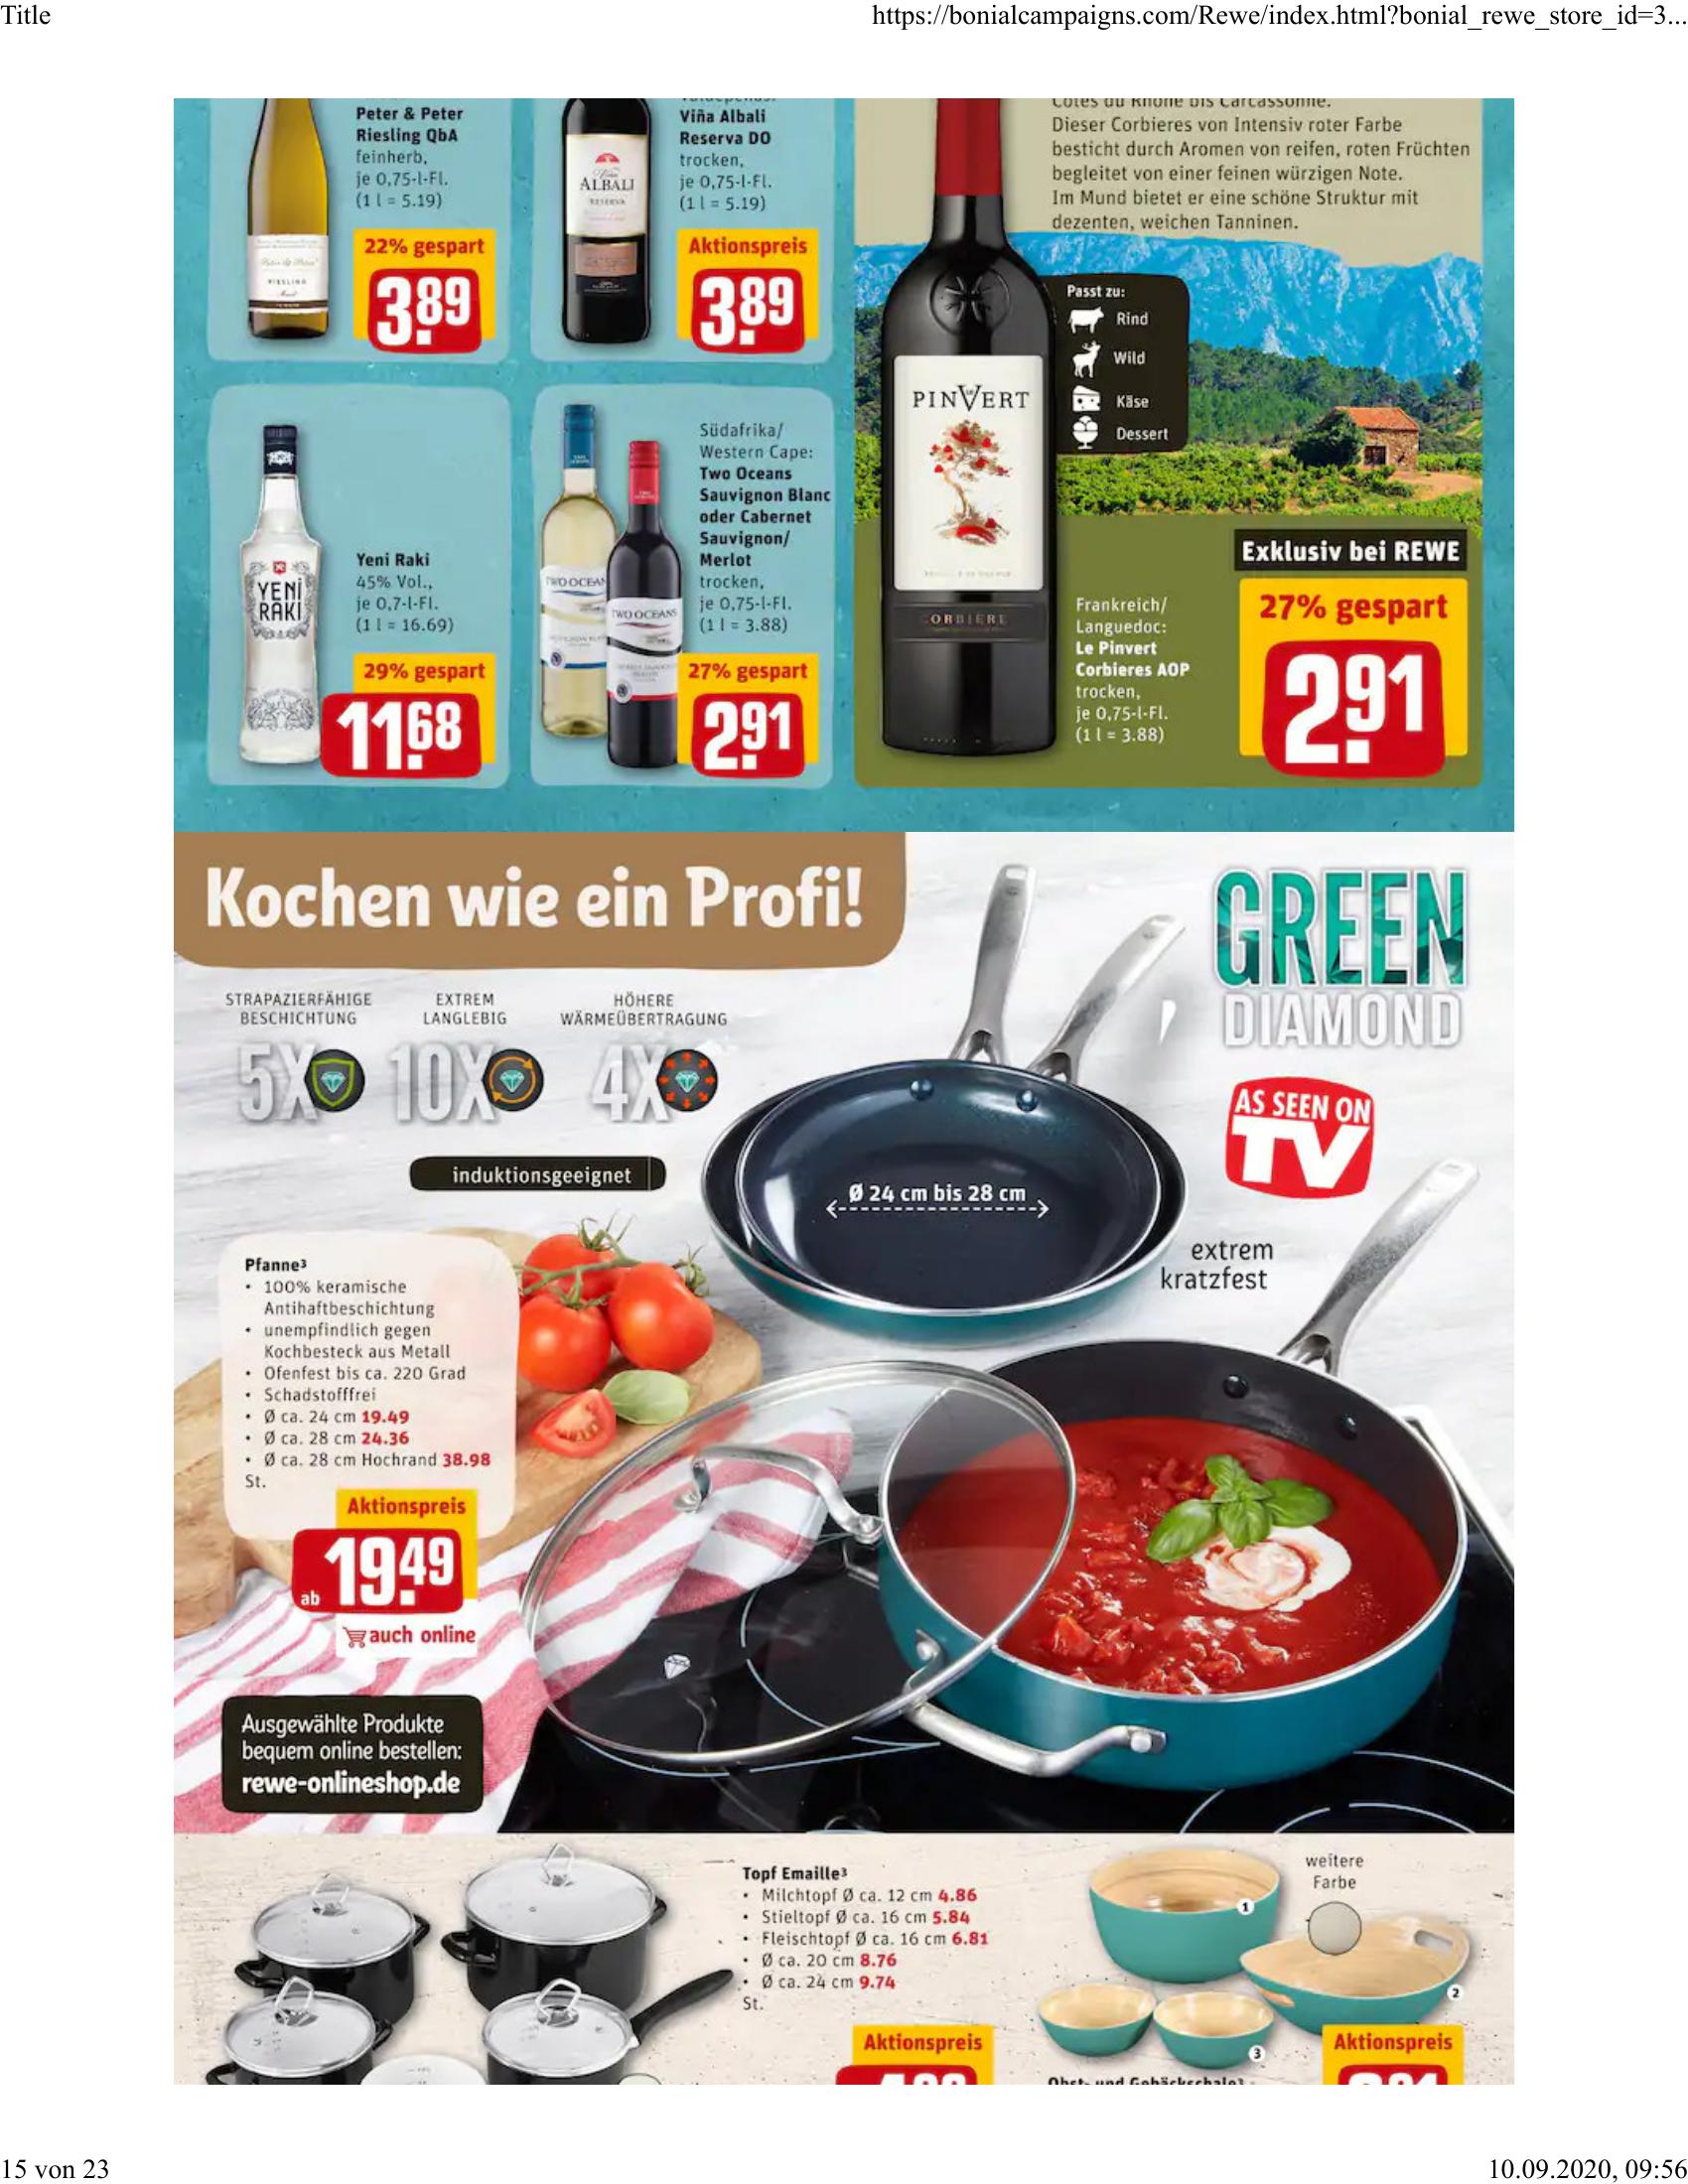 Title
https://bonialcampaigns.com/Rewe/index.html?bonial_rewe_store_id=3...
Peter & Peter
Riesling QbA
feinherb,
je 0,75-l-Fl.
(1 l = 5.19)
22% gespart
3.89
RIESLING
Viña Albali
Reserva DO
trocken,
je 0,75-l-Fl.
(1 l = 5.19)
Aktionspreis
3.89
Viña
ALBALI
RESERVA
Côtes du Rhône bis Carcassonne.
Dieser Corbieres von Intensiv roter Farbe
besticht durch Aromen von reifen, roten Früchten
begleitet von einer feinen würzigen Note.
Im Mund bietet er eine schöne Struktur mit
dezenten, weichen Tanninen.
Passt zu:
Rind
Wild
Käse
Dessert
PINVERT
CORBIÈRE
Yeni Raki
45% Vol.,
je 0,7-l-Fl.
(1 l = 16.69)
29% gespart
11.68
YENİ
RAKI
Südafrika/
Western Cape:
Two Oceans
Sauvignon Blanc
oder Cabernet
Sauvignon/
Merlot
trocken,
je 0,75-l-Fl.
(1 l = 3.88)
27% gespart
2.91
TWO OCEAN
TWO OCEANS
Exklusiv bei REWE
Frankreich/
Languedoc:
Le Pinvert
Corbieres AOP
trocken,
je 0,75-l-Fl.
(1 l = 3.88)
27% gespart
2.91
Kochen wie ein Profi!
GREEN
DIAMOND
STRAPAZIERFÄHIGE
BESCHICHTUNG
5X
EXTREM
LANGLEBIG
10X
HÖHERE
WÄRMEÜBERTRAGUNG
4X
AS SEEN ON
TV
induktionsgeeignet
Ø 24 cm bis 28 cm
extrem
kratzfest
Pfanne³
• 100% keramische
Antihaftbeschichtung
• unempfindlich gegen
Kochbesteck aus Metall
• Ofenfest bis ca. 220 Grad
• Schadstofffrei
• Ø ca. 24 cm 19.49
• Ø ca. 28 cm 24.36
• Ø ca. 28 cm Hochrand 38.98
St.
Aktionspreis
ab 19.49
auch online
Ausgewählte Produkte
bequem online bestellen:
rewe-onlineshop.de
Topf Emaille³
• Milchtopf Ø ca. 12 cm 4.86
• Stieltopf Ø ca. 16 cm 5.84
• Fleischtopf Ø ca. 16 cm 6.81
• Ø ca. 20 cm 8.76
• Ø ca. 24 cm 9.74
St.
Aktionspreis
weitere
Farbe
1
2
3
Aktionspreis
Obst- und Gebäckschale³
15 von 23
10.09.2020, 09:56